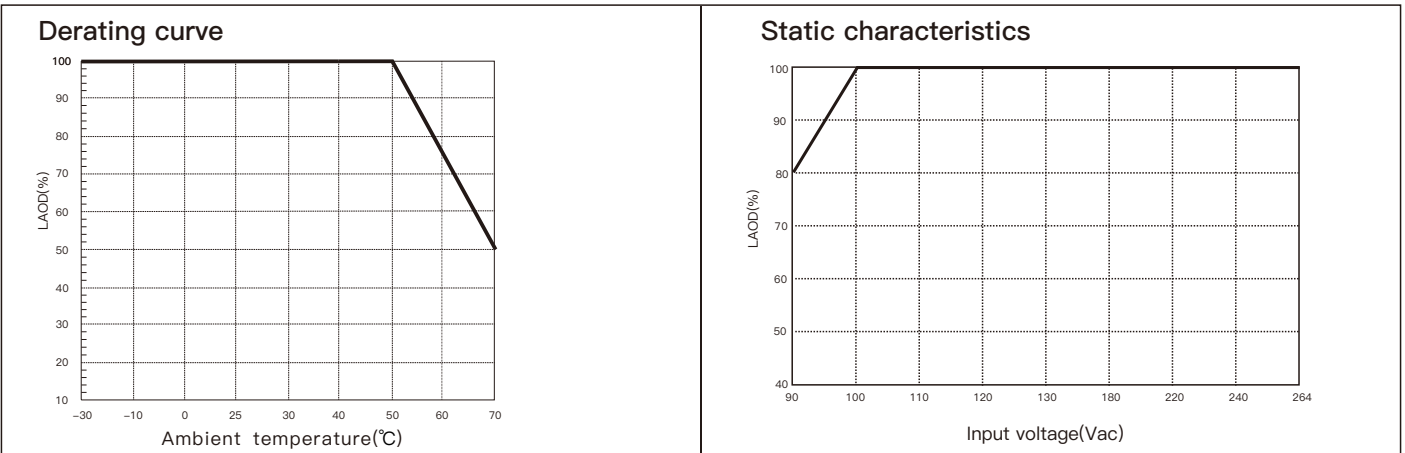 Derating curve
100
90
80
70
60
50
40
30
20
10
LAOD(%)
-30 -10 0 25 30 40 50 60 70
Ambient temperature(℃)
Static characteristics
100
90
80
70
60
50
40
LAOD(%)
90 100 110 120 130 180 220 240 264
Input voltage(Vac)